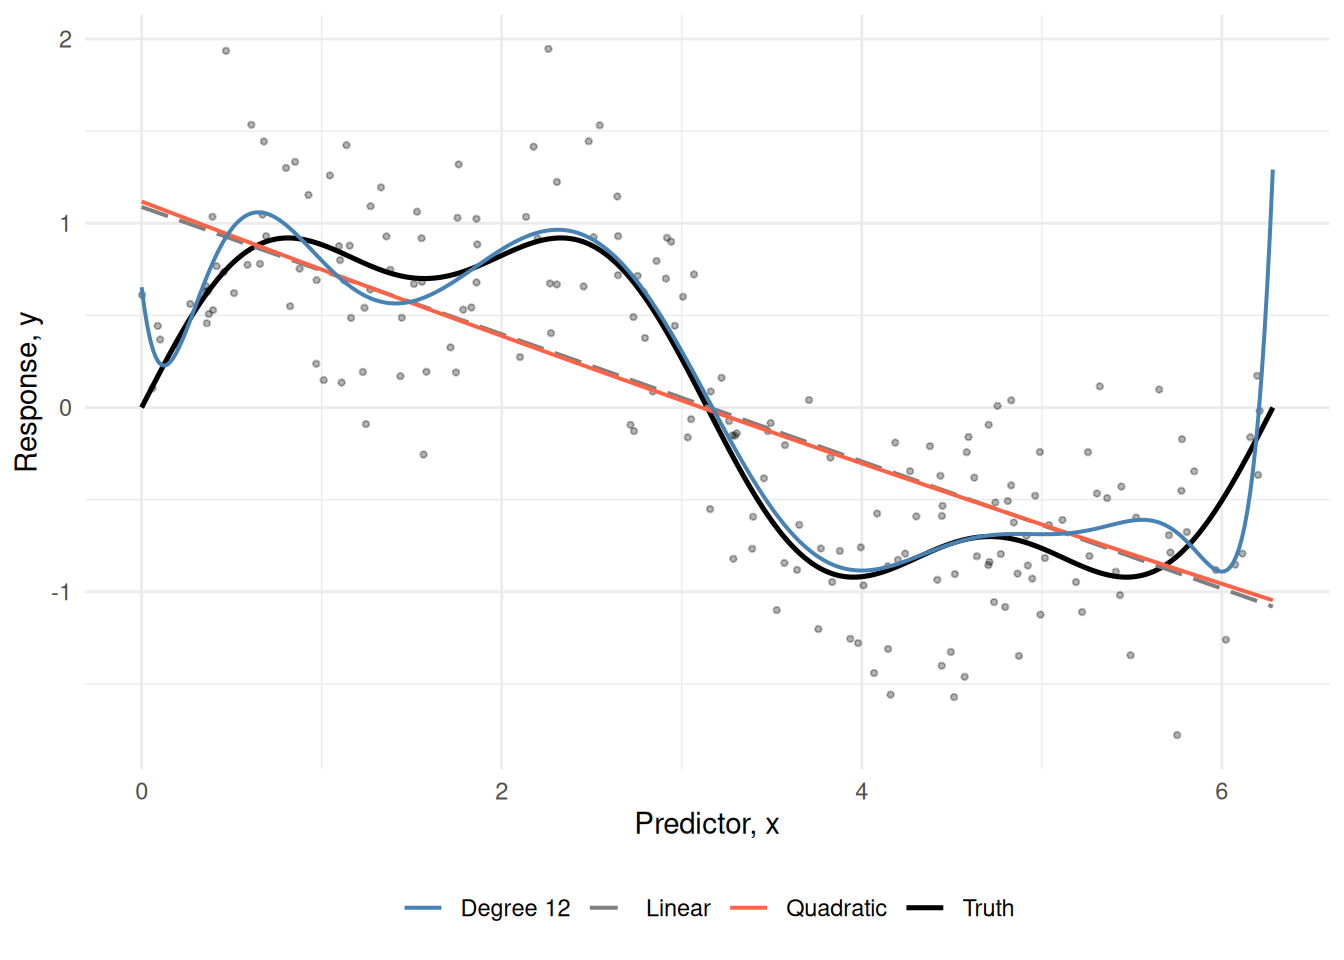 2
1
0
-1
Response, y
0 2 4 6
Predictor, x
Degree 12 Linear Quadratic Truth